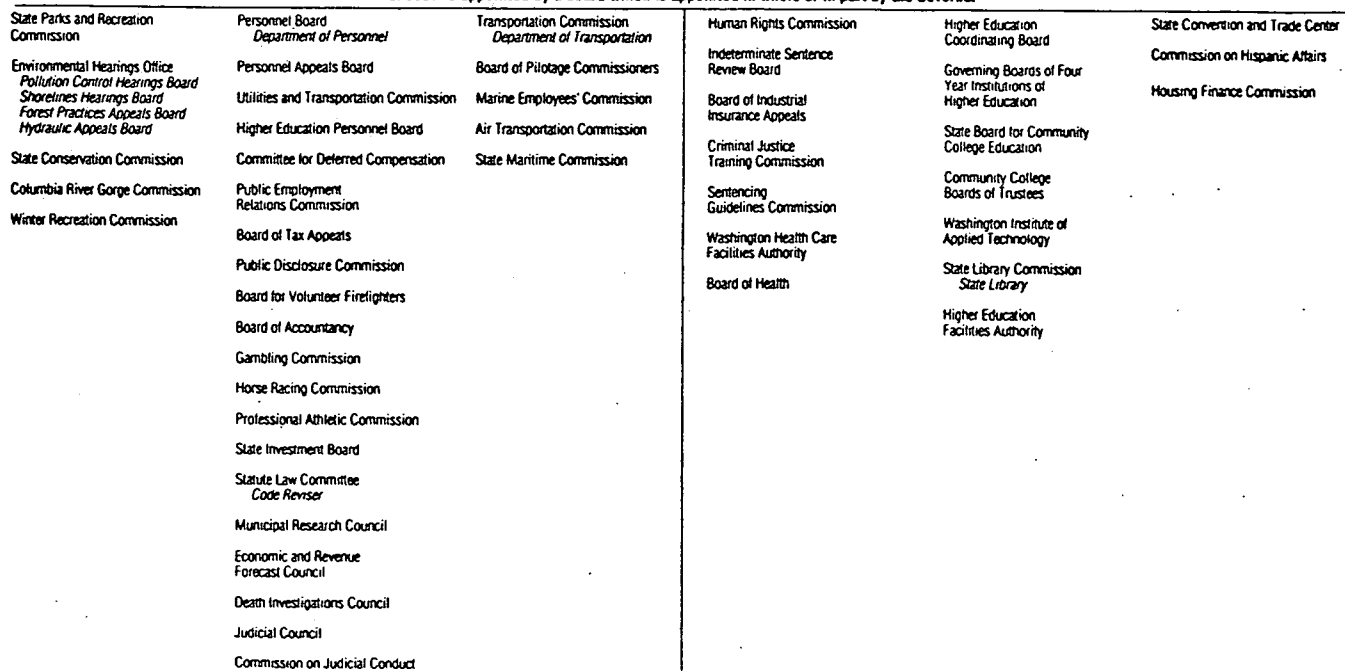 State Parks and Recreation
Commission
Environmental Hearings Office
Pollution Control Hearings Board
Shorelines Hearings Board
Forest Practices Appeals Board
Hydraulic Appeals Board
State Conservation Commission
Columbia River Gorge Commission
Winter Recreation Commission
Personnel Board
Department of Personnel
Personnel Appeals Board
Utilities and Transportation Commission
Higher Education Personnel Board
Committee for Deferred Compensation
Public Employment
Relations Commission
Board of Tax Appeals
Public Disclosure Commission
Board for Volunteer Firefighters
Board of Accountancy
Gambling Commission
Horse Racing Commission
Professional Athletic Commission
State Investment Board
Statute Law Committee
Code Reviser
Municipal Research Council
Economic and Revenue
Forecast Council
Death Investigations Council
Judicial Council
Commission on Judicial Conduct
Transportation Commission
Department of Transportation
Board of Pilotage Commissioners
Marine Employees' Commission
Air Transportation Commission
State Maritime Commission
Human Rights Commission
Indeterminate Sentence
Review Board
Board of Industrial
Insurance Appeals
Criminal Justice
Training Commission
Sentencing
Guidelines Commission
Washington Health Care
Facilities Authority
Board of Health
Higher Education
Coordinating Board
Governing Boards of Four
Year Institutions of
Higher Education
State Board for Community
College Education
Community College
Boards of Trustees
Washington Institute of
Applied Technology
State Library Commission
State Library
Higher Education
Facilities Authority
State Convention and Trade Center
Commission on Hispanic Affairs
Housing Finance Commission